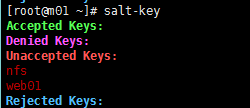 [root@m01 ~]# salt-key
Accepted Keys:
Denied Keys:
Unaccepted Keys:
nfs
web01
Rejected Keys: